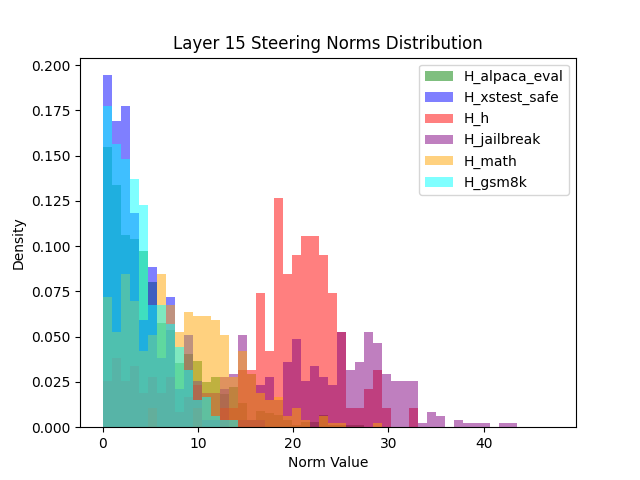 Layer 15 Steering Norms Distribution
H_alpaca_eval
H_xstest_safe
H_h
H_jailbreak
H_math
H_gsm8k
0.200
0.175
0.150
0.125
0.100
0.075
0.050
0.025
0.000
Density
0 10 20 30 40
Norm Value